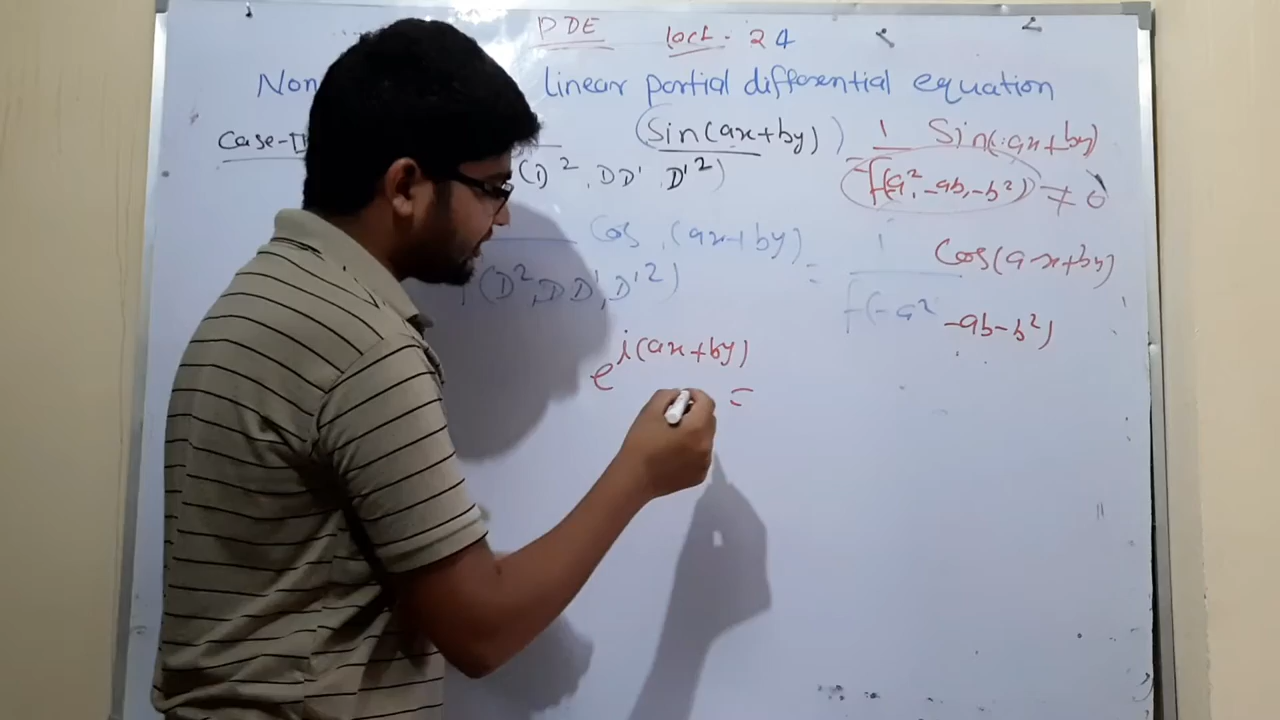 PDE Lect - 24
Non linear partial differential equation
Case-II Sin(ax+by) = 1 Sin(ax+by)
(D², DD', D'²) f(-a², -ab, -b²) ≠ 0
Cos (ax+by) = 1 Cos(ax+by)
f(D², DD', D'²) f(-a² -ab-b²)
e^i(ax+by) =